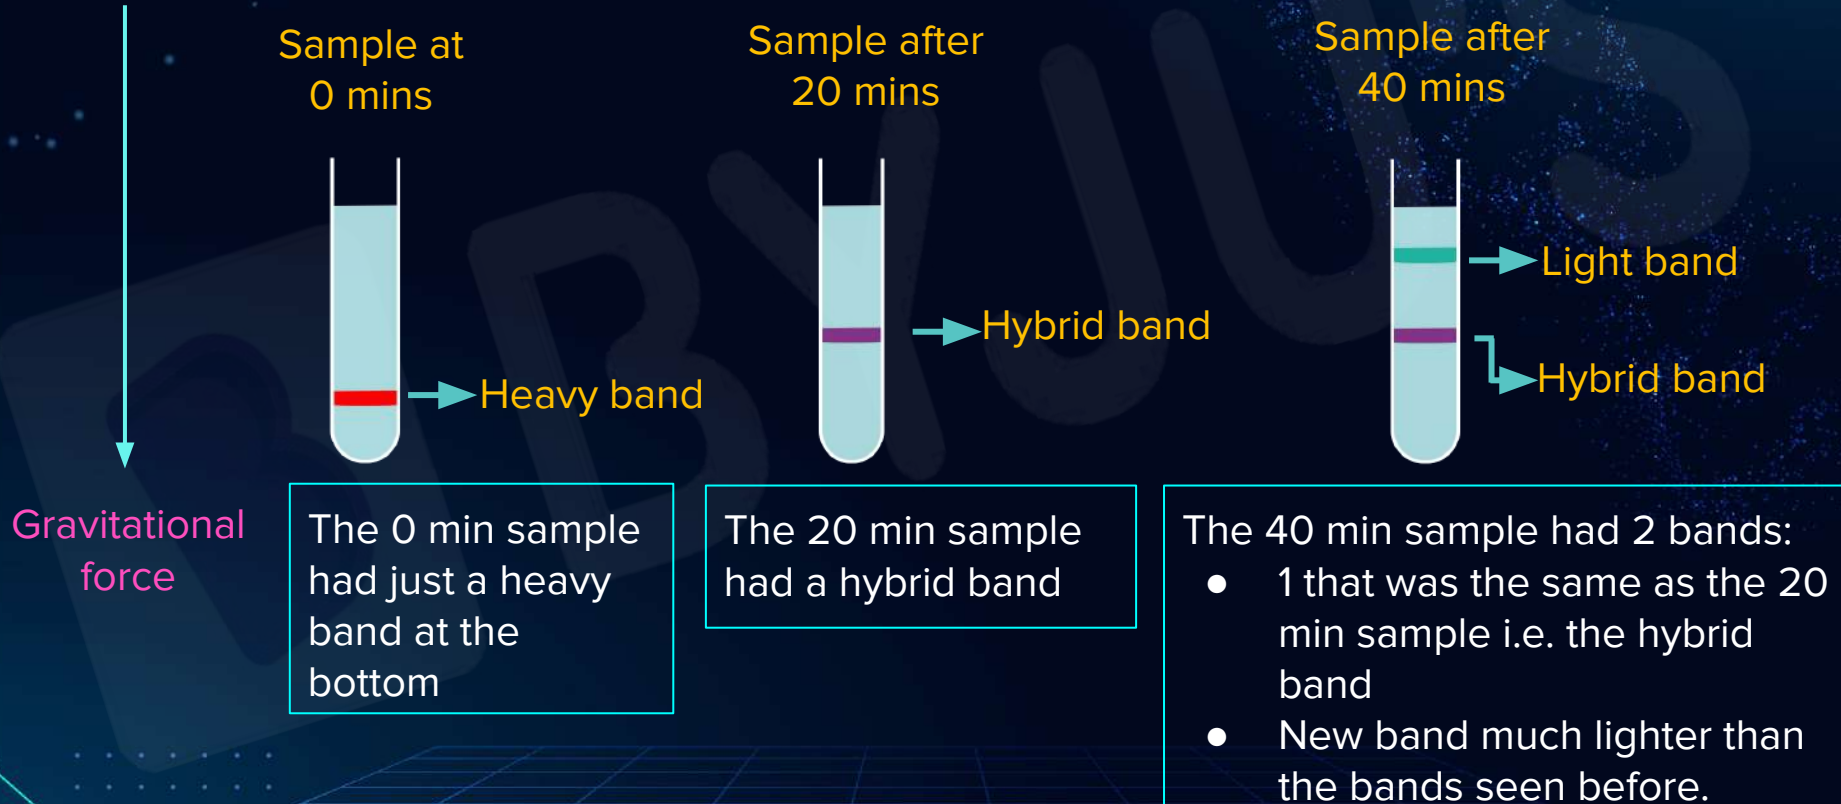 Sample at
0 mins
Sample after
20 mins
Sample after
40 mins
Heavy band
Hybrid band
Light band
Hybrid band
Gravitational
force
The 0 min sample
had just a heavy
band at the
bottom
The 20 min sample
had a hybrid band
The 40 min sample had 2 bands:
● 1 that was the same as the 20
min sample i.e. the hybrid
band
● New band much lighter than
the bands seen before.
BYJU'S